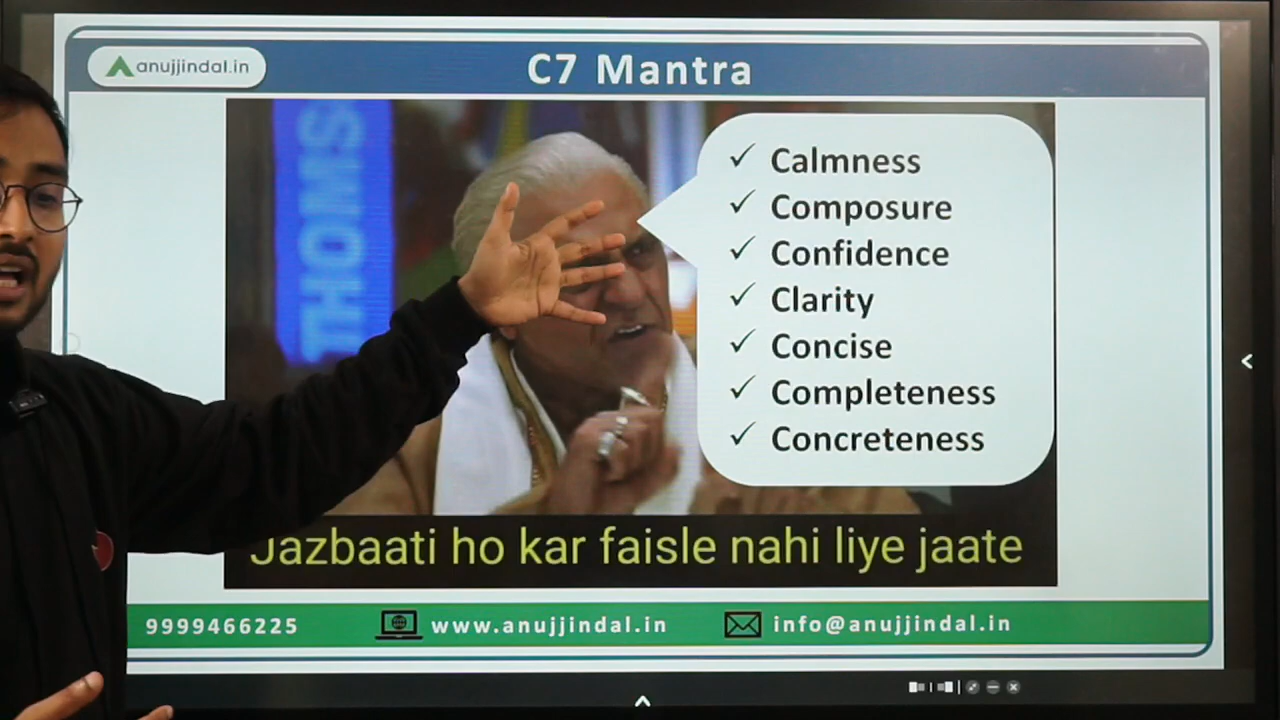 anujjindal.in
C7 Mantra
THOMS
✓ Calmness
✓ Composure
✓ Confidence
✓ Clarity
✓ Concise
✓ Completeness
✓ Concreteness
Jazbaati ho kar faisle nahi liye jaate
9999466225
www.anujjindal.in
info@anujjindal.in